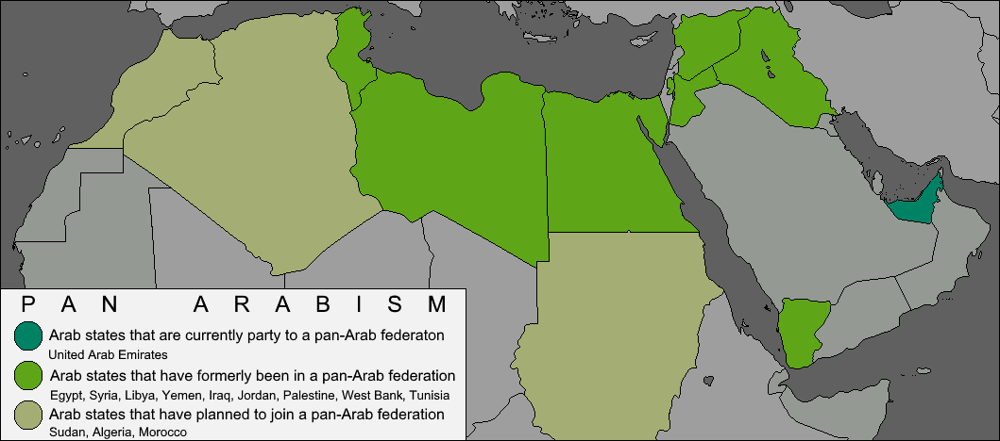 PAN ARABISM
Arab states that are currently party to a pan-Arab federaton
United Arab Emirates
Arab states that have formerly been in a pan-Arab federation
Egypt, Syria, Libya, Yemen, Iraq, Jordan, Palestine, West Bank, Tunisia
Arab states that have planned to join a pan-Arab federation
Sudan, Algeria, Morocco